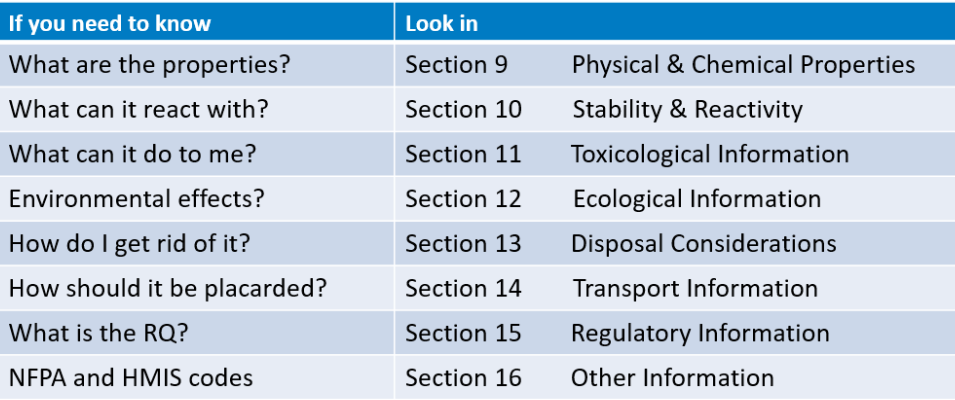 If you need to know Look in
What are the properties? Section 9 Physical & Chemical Properties
What can it react with? Section 10 Stability & Reactivity
What can it do to me? Section 11 Toxicological Information
Environmental effects? Section 12 Ecological Information
How do I get rid of it? Section 13 Disposal Considerations
How should it be placarded? Section 14 Transport Information
What is the RQ? Section 15 Regulatory Information
NFPA and HMIS codes Section 16 Other Information